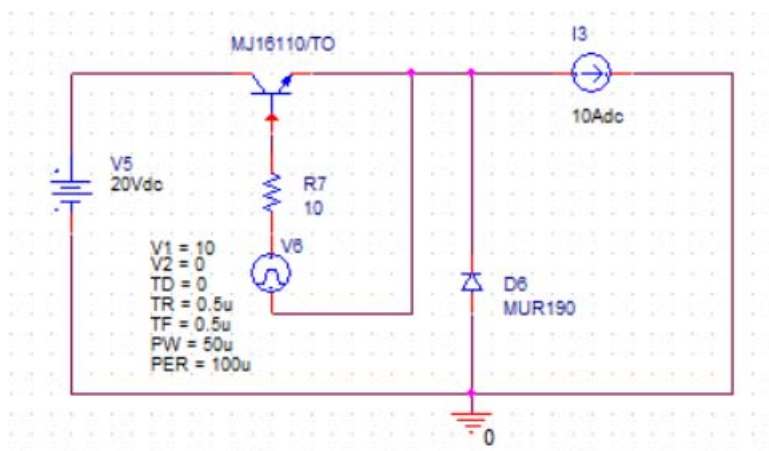 MJ16110/TO
I3
10Adc
V5
20Vdc
R7
10
V6
V1 = 10
V2 = 0
TD = 0
TR = 0.5u
TF = 0.5u
PW = 50u
PER = 100u
D6
MUR190
0